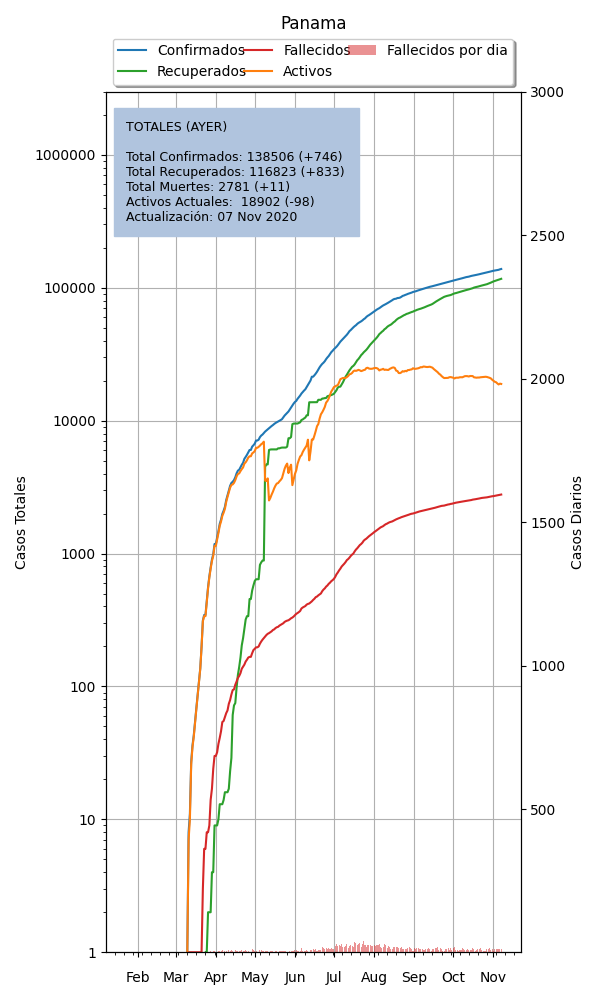 Panama
Confirmados
Recuperados
Fallecidos
Activos
Fallecidos por dia
TOTALES (AYER)
Total Confirmados: 138506 (+746)
Total Recuperados: 116823 (+833)
Total Muertes: 2781 (+11)
Activos Actuales:  18902 (-98)
Actualización: 07 Nov 2020
Casos Totales
1000000
100000
10000
1000
100
10
1
Casos Diarios
3000
2500
2000
1500
1000
500
Feb Mar Apr May Jun Jul Aug Sep Oct Nov